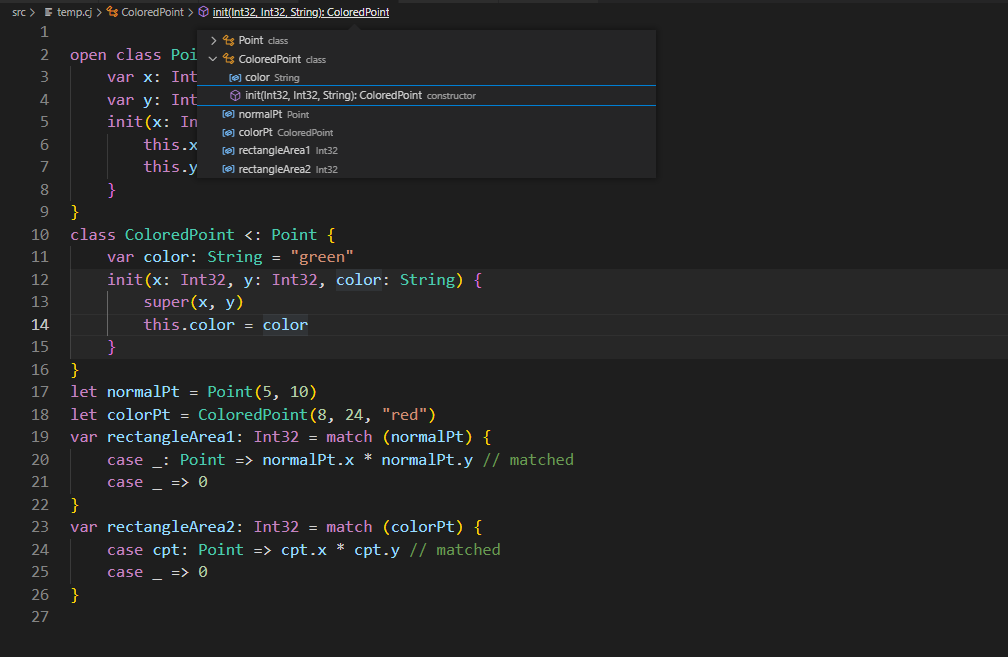 src > temp.cj > ColoredPoint > init(Int32, Int32, String): ColoredPoint
1
2 open class Poi
3 var x: Int
4 var y: Int
5 init(x: In
6 this.x
7 this.y
8 }
9 }
10 class ColoredPoint <: Point {
11 var color: String = "green"
12 init(x: Int32, y: Int32, color: String) {
13 super(x, y)
14 this.color = color
15 }
16 }
17 let normalPt = Point(5, 10)
18 let colorPt = ColoredPoint(8, 24, "red")
19 var rectangleArea1: Int32 = match (normalPt) {
20 case _: Point => normalPt.x * normalPt.y // matched
21 case _ => 0
22 }
23 var rectangleArea2: Int32 = match (colorPt) {
24 case cpt: Point => cpt.x * cpt.y // matched
25 case _ => 0
26 }
27
Point class
ColoredPoint class
color String
init(Int32, Int32, String): ColoredPoint constructor
normalPt Point
colorPt ColoredPoint
rectangleArea1 Int32
rectangleArea2 Int32